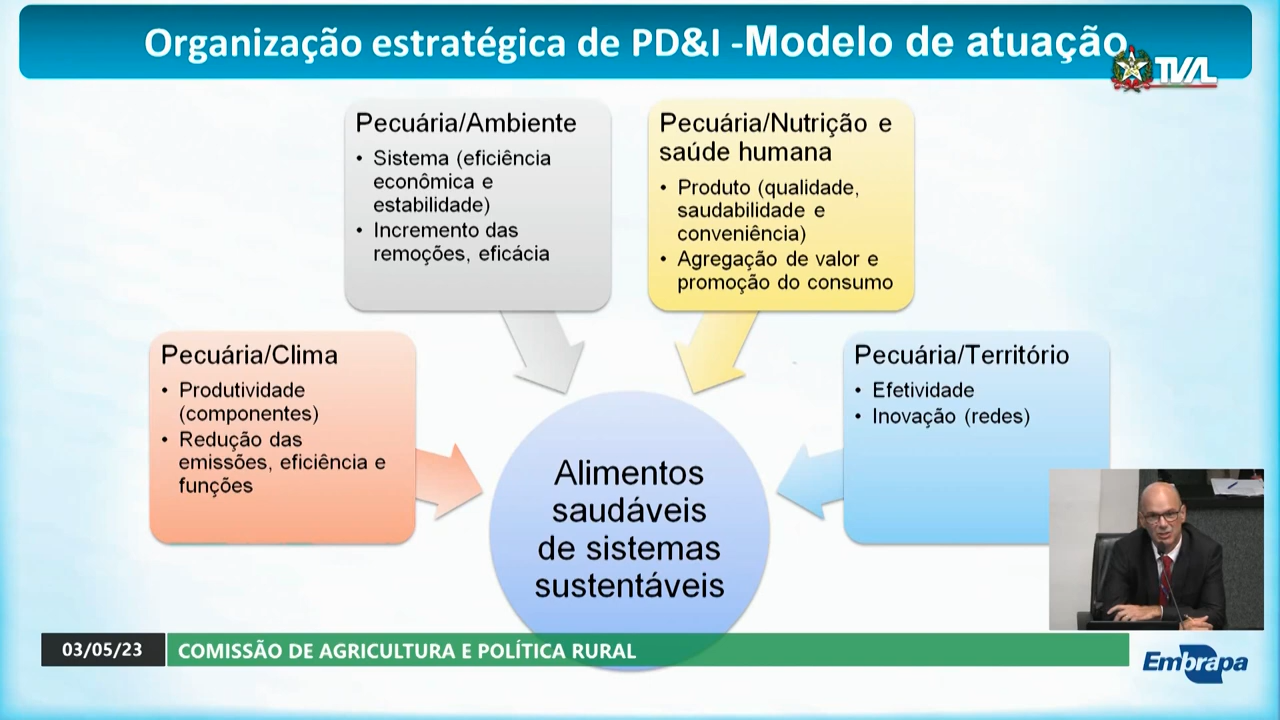 Organização estratégica de PD&I -Modelo de atuação
TVAL
Pecuária/Ambiente
• Sistema (eficiência
econômica e
estabilidade)
• Incremento das
remoções, eficácia
Pecuária/Nutrição e
saúde humana
• Produto (qualidade,
saudabilidade e
conveniência)
• Agregação de valor e
promoção do consumo
Pecuária/Clima
• Produtividade
(componentes)
• Redução das
emissões, eficiência e
funções
Pecuária/Território
• Efetividade
• Inovação (redes)
Alimentos
saudáveis
de sistemas
sustentáveis
03/05/23
COMISSÃO DE AGRICULTURA E POLÍTICA RURAL
Embrapa